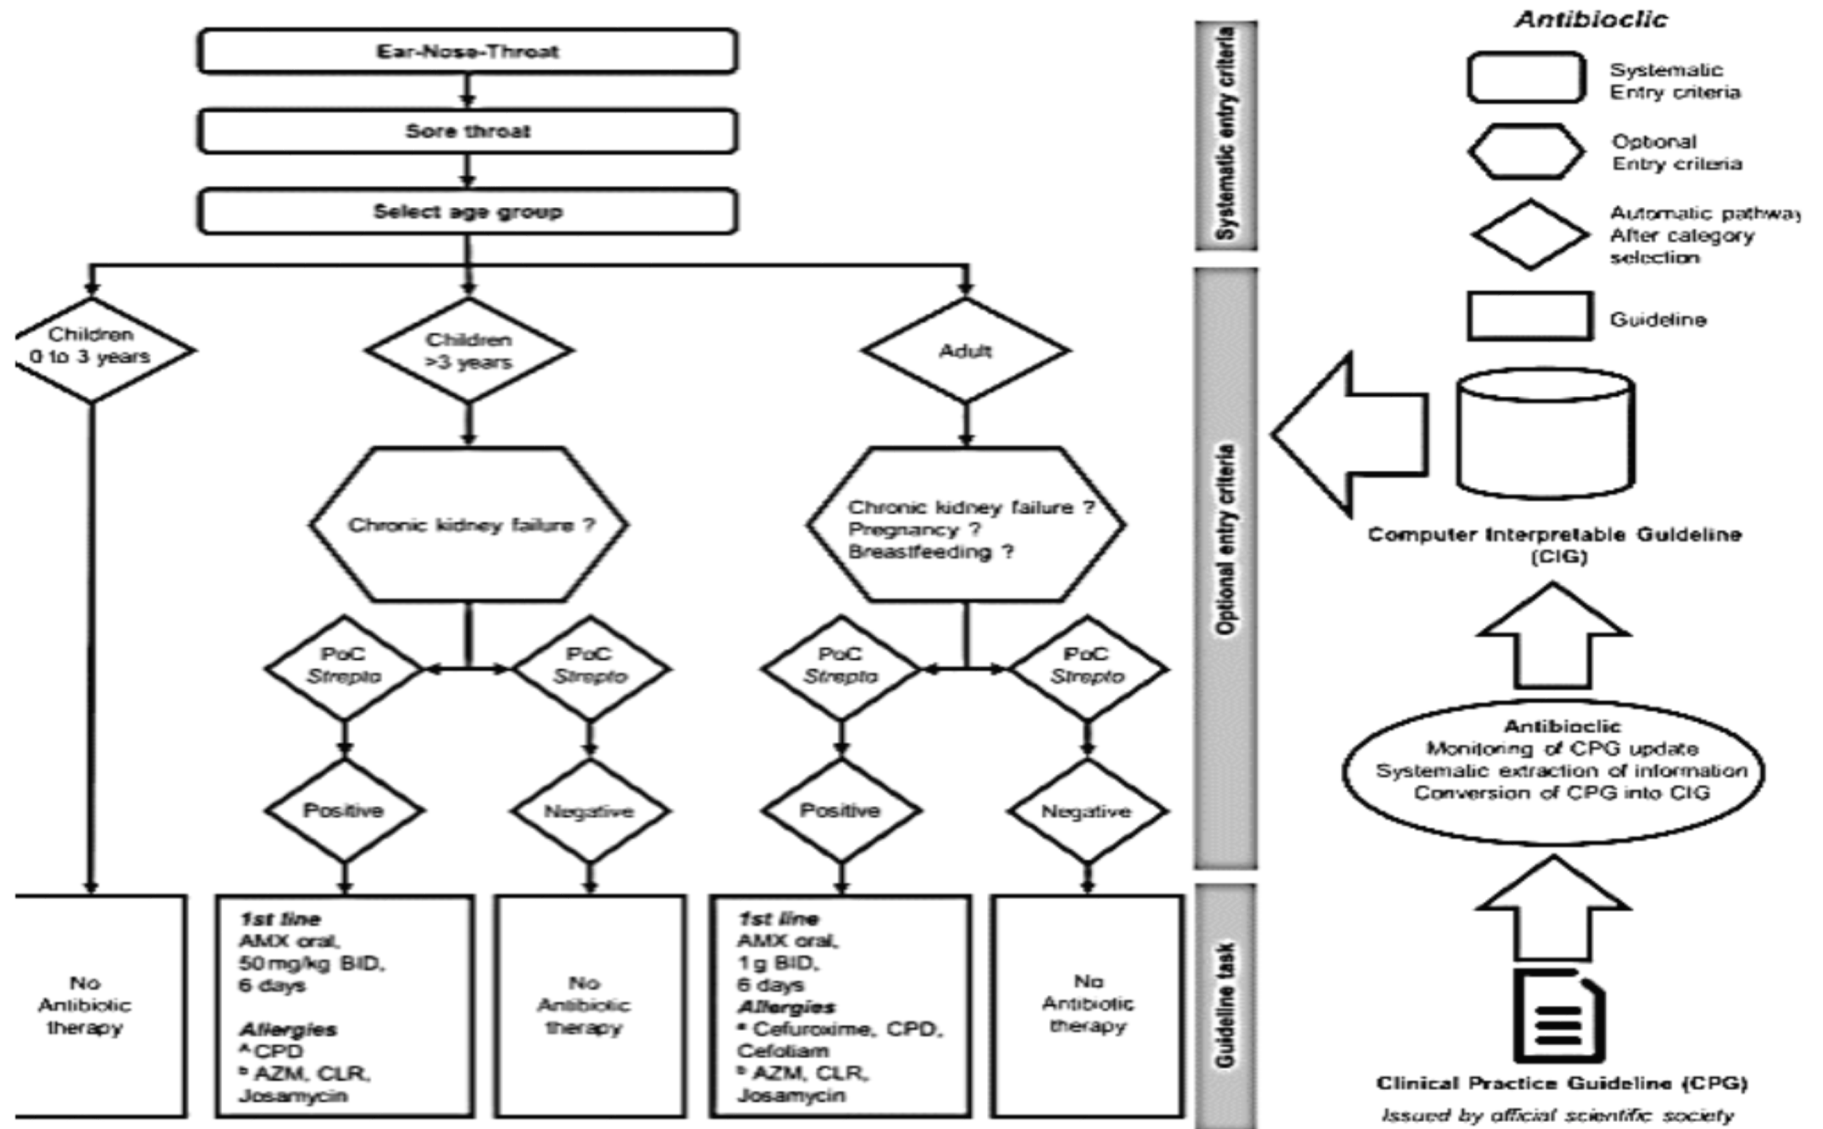 Ear-Nose-Throat
Sore throat
Select age group
Children
0 to 3 years
Children
>3 years
Adult
Chronic kidney failure ?
Chronic kidney failure ?
Pregnancy ?
Breastfeeding ?
PoC
Strepto
PoC
Strepto
PoC
Strepto
PoC
Strepto
Positive
Negative
Positive
Negative
No
Antibiotic
therapy
1st line
AMX oral,
50 mg/kg BID,
6 days
Allergies
A CPD
b AZM, CLR,
Josamycin
No
Antibiotic
therapy
1st line
AMX oral,
1 g BID,
6 days
Allergies
a Cefuroxime, CPD,
Cefoliam
b AZM, CLR,
Josamycin
No
Antibiotic
therapy
Systematic entry criteria
Optional entry criteria
Guideline task
Antibioclic
Systematic
Entry criteria
Optional
Entry criteria
Automatic pathway
After category
selection
Guideline
Computer Interpretable Guideline
(CIG)
Antibioclic
Monitoring of CPG update
Systematic extraction of information
Conversion of CPG into CIG
Clinical Practice Guideline (CPG)
Issued by official scientific society